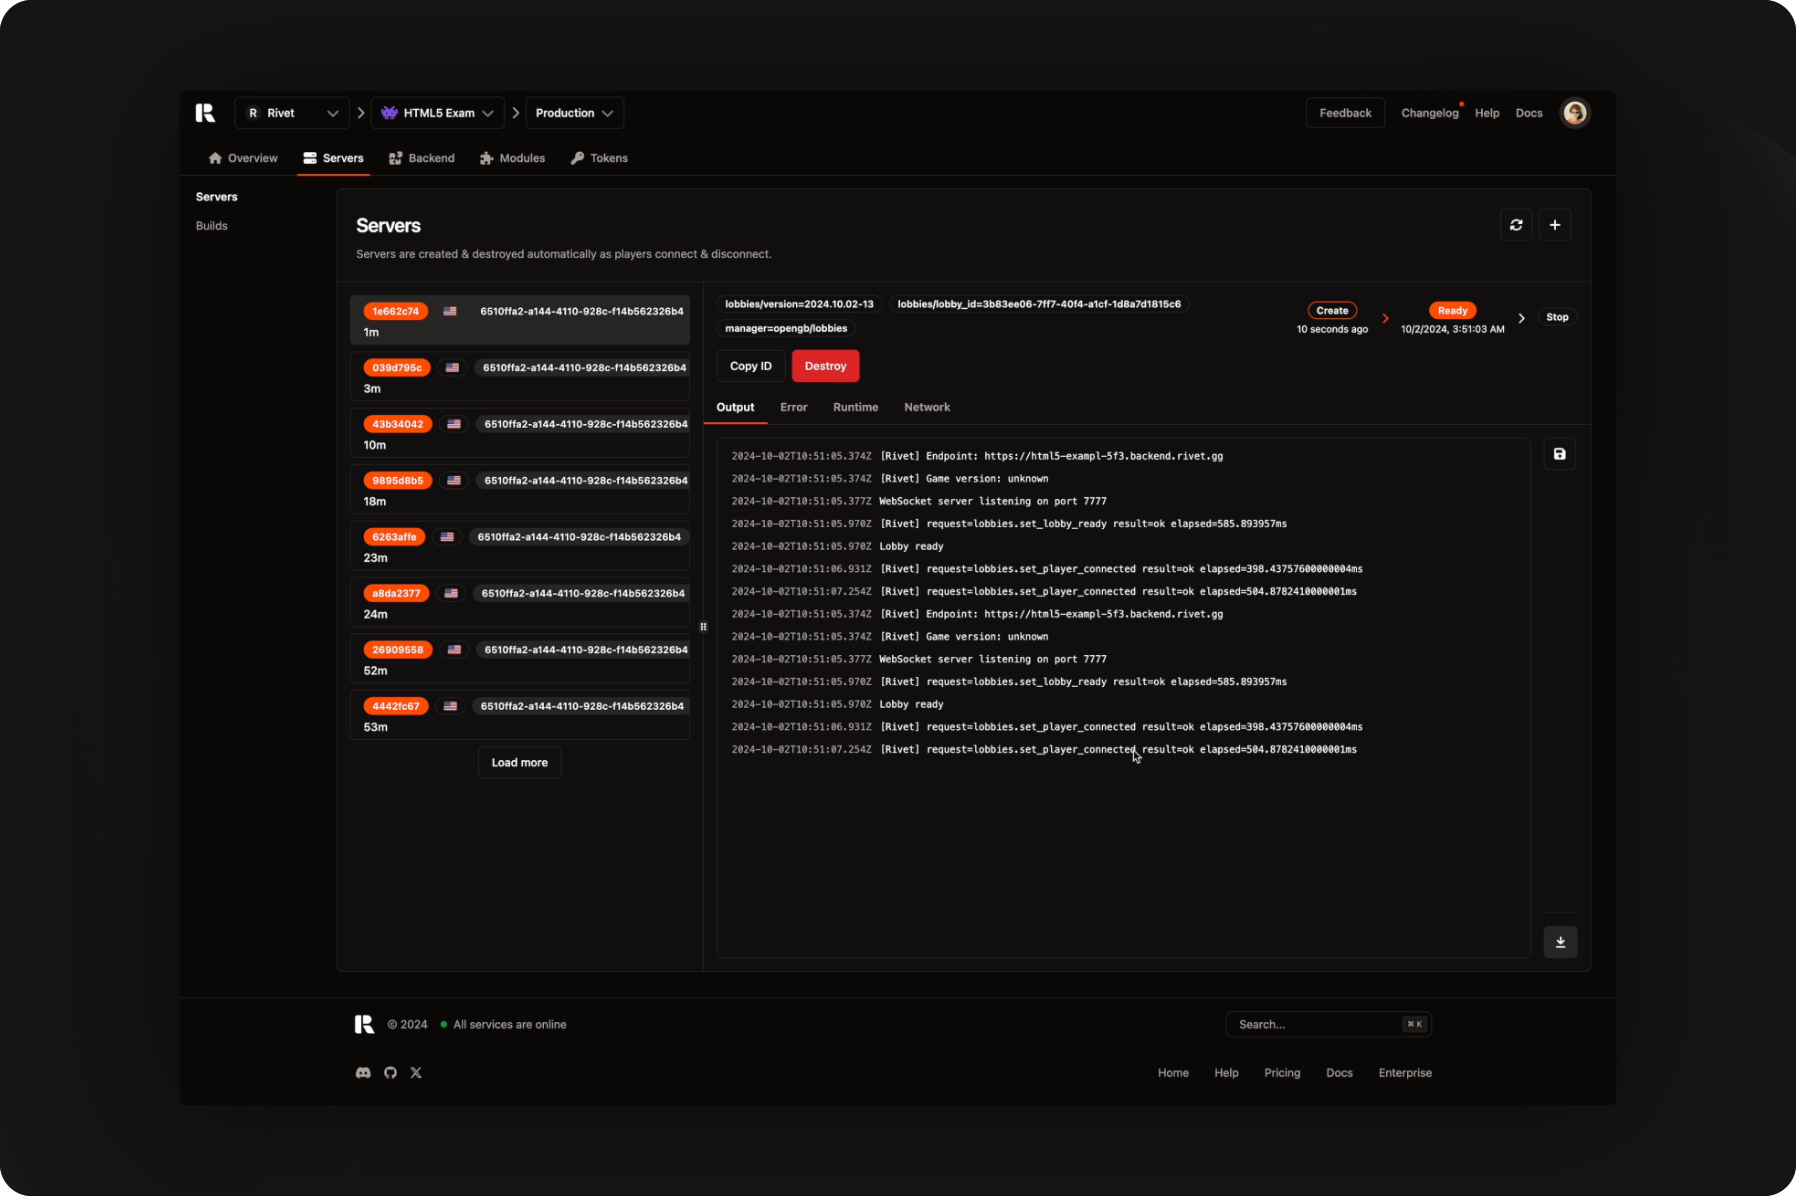 R Rivet HTML5 Exam Production Feedback Changelog Help Docs
Overview Servers Backend Modules Tokens
Servers
Builds
Servers
Servers are created & destroyed automatically as players connect & disconnect.
1e662c74 6510ffa2-a144-4110-928c-f14b562326b4
1m
039d795c 6510ffa2-a144-4110-928c-f14b562326b4
3m
43b34042 6510ffa2-a144-4110-928c-f14b562326b4
10m
9895d8b5 6510ffa2-a144-4110-928c-f14b562326b4
18m
6263affe 6510ffa2-a144-4110-928c-f14b562326b4
23m
a8da2377 6510ffa2-a144-4110-928c-f14b562326b4
24m
26909558 6510ffa2-a144-4110-928c-f14b562326b4
52m
4442fc67 6510ffa2-a144-4110-928c-f14b562326b4
53m
Load more
lobbies/version=2024.10.02-13 lobbies/lobby_id=3b83ee06-7ff7-40f4-a1cf-1d8a7d1815c6
manager=opengb/lobbies
Create Ready Stop
10 seconds ago 10/2/2024, 3:51:03 AM
Copy ID Destroy
Output Error Runtime Network
2024-10-02T10:51:05.374Z [Rivet] Endpoint: https://html5-exampl-5f3.backend.rivet.gg
2024-10-02T10:51:05.374Z [Rivet] Game version: unknown
2024-10-02T10:51:05.377Z WebSocket server listening on port 7777
2024-10-02T10:51:05.970Z [Rivet] request=lobbies.set_lobby_ready result=ok elapsed=585.893957ms
2024-10-02T10:51:05.970Z Lobby ready
2024-10-02T10:51:06.931Z [Rivet] request=lobbies.set_player_connected result=ok elapsed=398.43757600000004ms
2024-10-02T10:51:07.254Z [Rivet] request=lobbies.set_player_connected result=ok elapsed=504.8782410000001ms
2024-10-02T10:51:05.374Z [Rivet] Endpoint: https://html5-exampl-5f3.backend.rivet.gg
2024-10-02T10:51:05.374Z [Rivet] Game version: unknown
2024-10-02T10:51:05.377Z WebSocket server listening on port 7777
2024-10-02T10:51:05.970Z [Rivet] request=lobbies.set_lobby_ready result=ok elapsed=585.893957ms
2024-10-02T10:51:05.970Z Lobby ready
2024-10-02T10:51:06.931Z [Rivet] request=lobbies.set_player_connected result=ok elapsed=398.43757600000004ms
2024-10-02T10:51:07.254Z [Rivet] request=lobbies.set_player_connected result=ok elapsed=504.8782410000001ms
© 2024 All services are online
Search... ⌘ K
Home Help Pricing Docs Enterprise